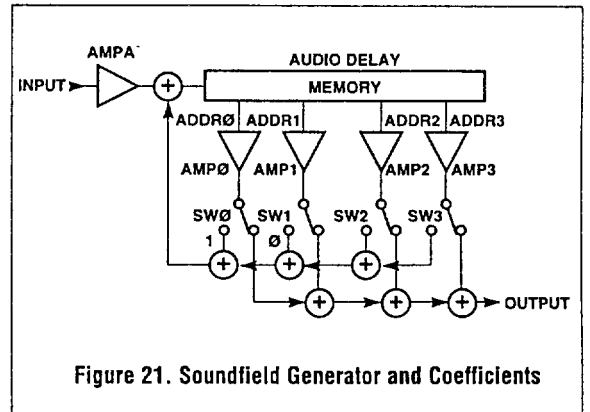 AMPA
AUDIO DELAY
INPUT
MEMORY
ADDRØ ADDR1 ADDR2 ADDR3
AMPØ AMP1 AMP2 AMP3
SWØ SW1 SW2 SW3
1 Ø
OUTPUT
Figure 21. Soundfield Generator and Coefficients